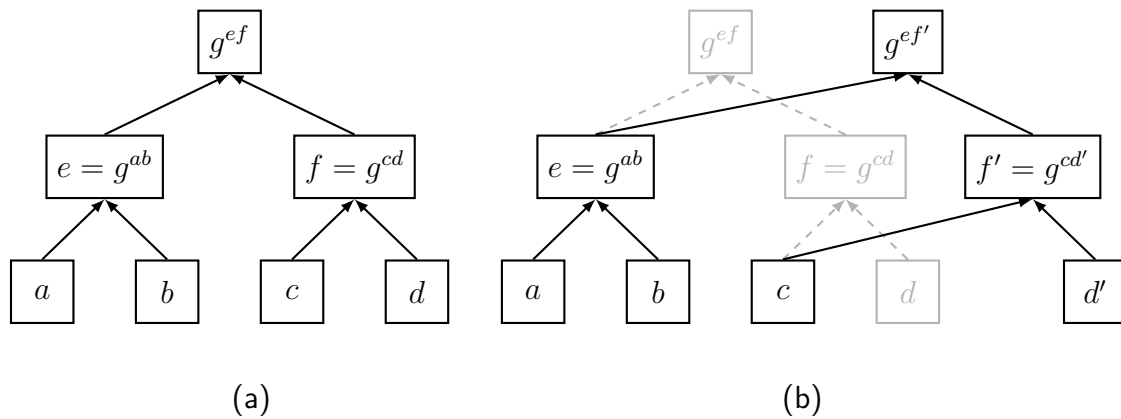 g^{ef} g^{ef} g^{ef'}
e = g^{ab} f = g^{cd} e = g^{ab} f = g^{cd} f' = g^{cd'}
a b c d a b c d d'
(a) (b)